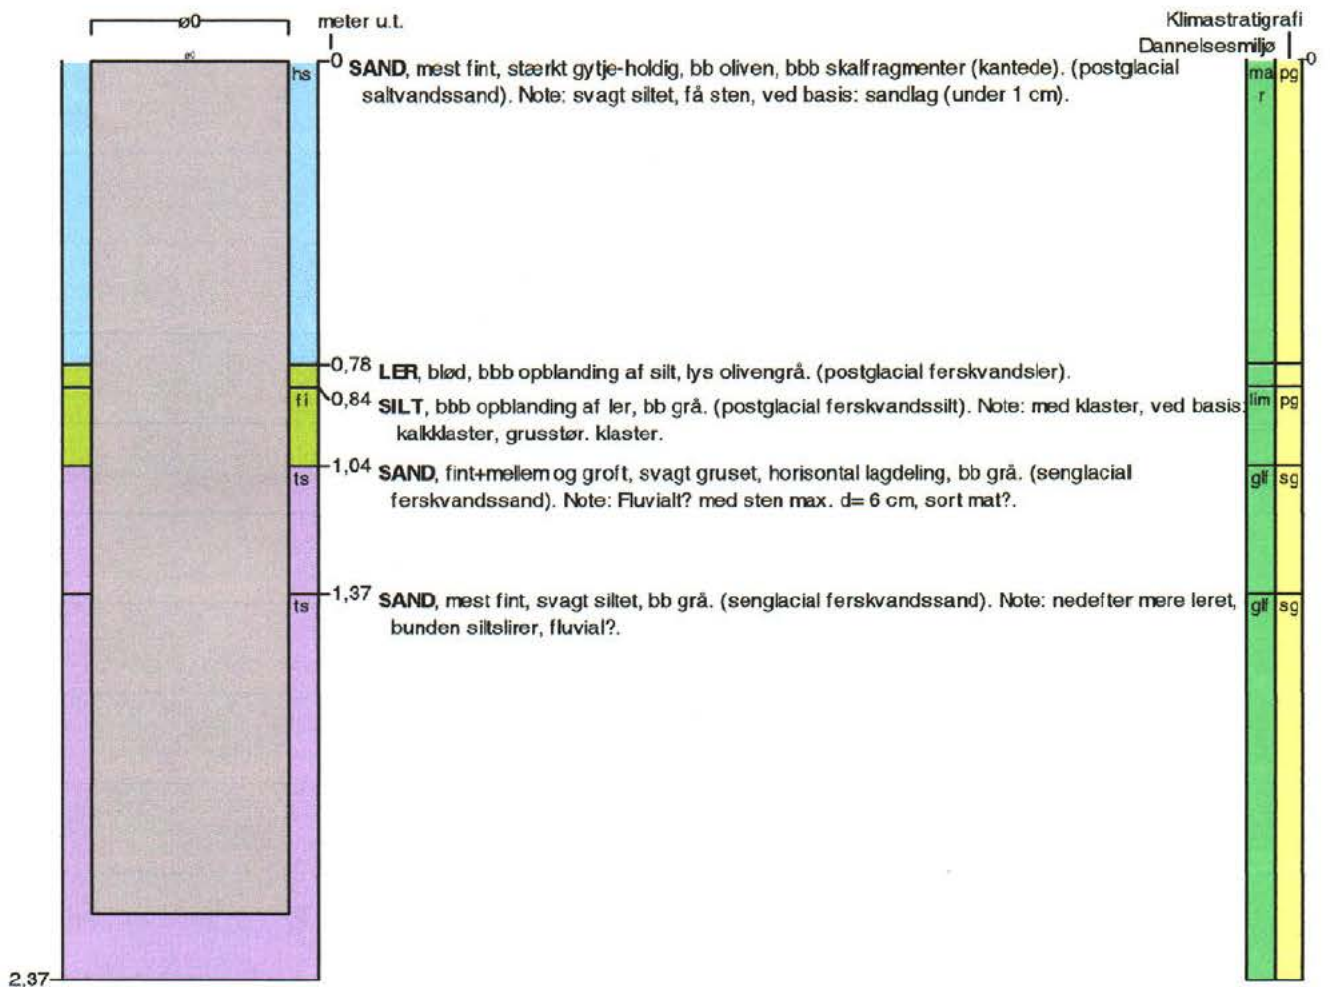 ø0
meter u.t.
Klimastratigrafi
Dannelsesmiljø
ø0
0
0
hs
SAND, mest fint, stærkt gytje-holdig, bb oliven, bbb skalfragmenter (kantede). (postglacial
saltvandssand). Note: svagt siltet, få sten, ved basis: sandlag (under 1 cm).
ma pg
r
0,78
LER, blød, bbb opblanding af silt, lys olivengrå. (postglacial ferskvandsler).
fi
0,84
SILT, bbb opblanding af ler, bb grå. (postglacial ferskvandssilt). Note: med klaster, ved basis:
kalkklaster, grusstør. klaster.
lim pg
1,04
ts
SAND, fint+mellem og groft, svagt gruset, horisontal lagdeling, bb grå. (senglacial
ferskvandssand). Note: Fluvialt? med sten max. d= 6 cm, sort mat?.
glf sg
1,37
ts
SAND, mest fint, svagt siltet, bb grå. (senglacial ferskvandssand). Note: nedefter mere leret,
bunden siltslirer, fluvial?.
glf sg
2,37